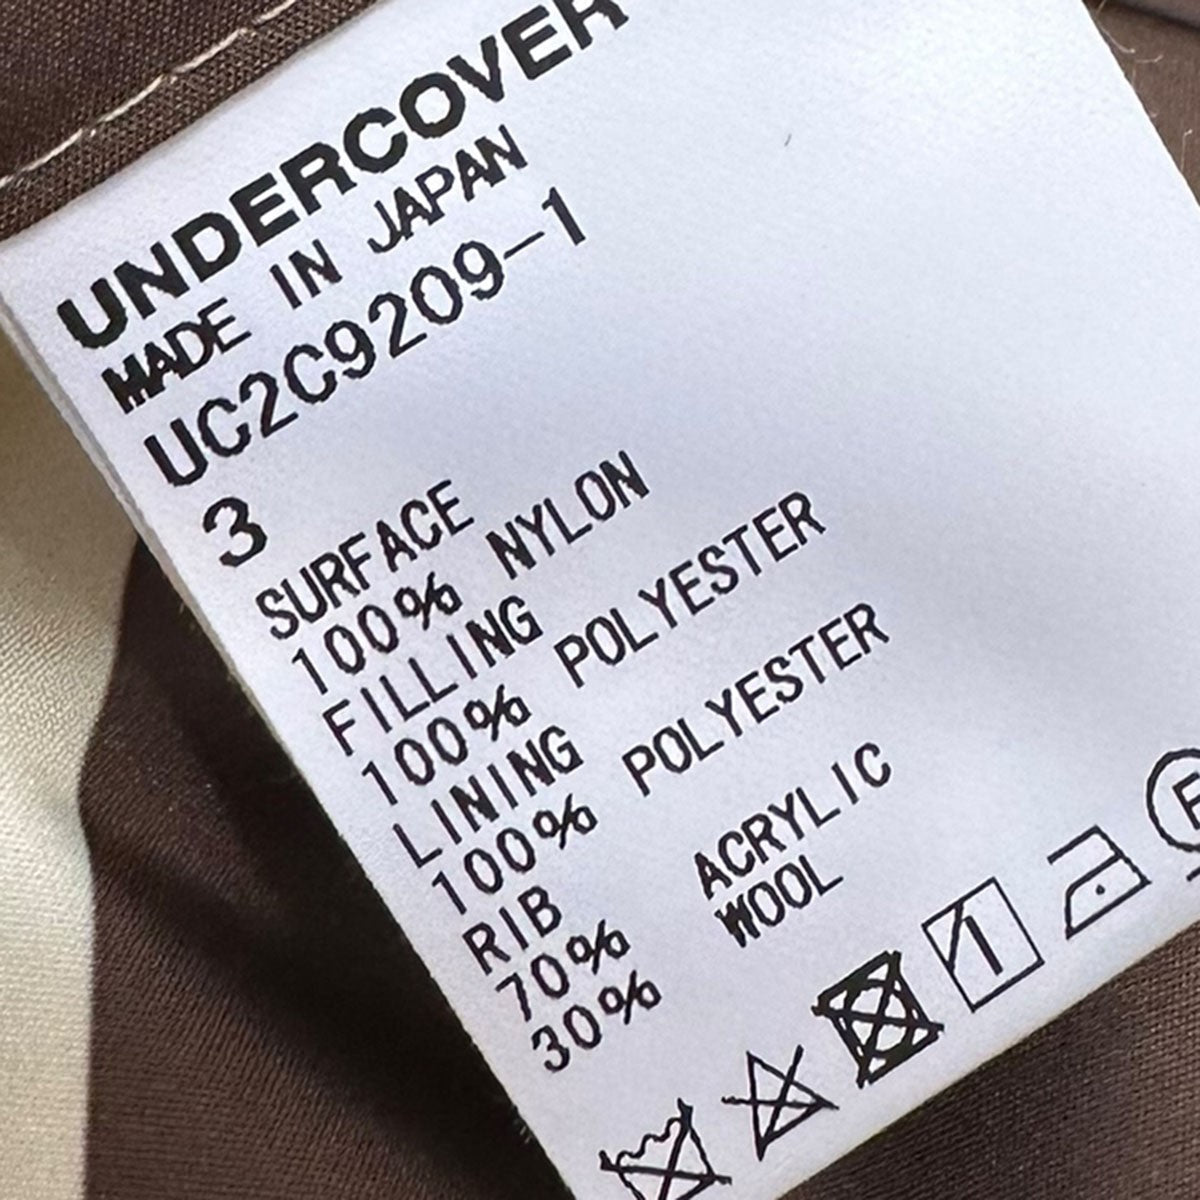 UNDERCOVER
MADE IN JAPAN
UC2C9209-1
3
SURFACE
100% NYLON
FILLING
100% POLYESTER
LINING
100% POLYESTER
RIB
70% ACRYLIC
30% WOOL